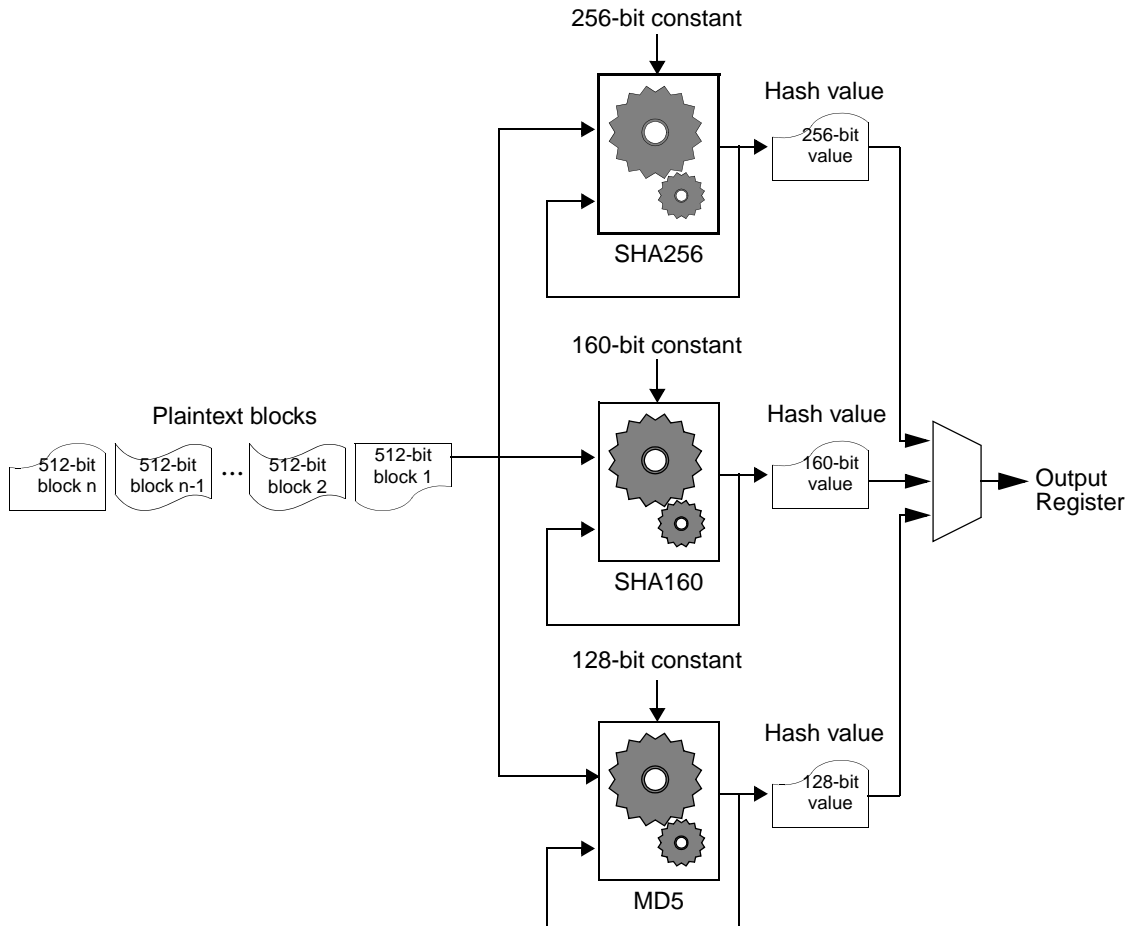 256-bit constant
Hash value
256-bit
value
SHA256
160-bit constant
Plaintext blocks
Hash value
512-bit
block n
512-bit
block n-1
...
512-bit
block 2
512-bit
block 1
160-bit
value
Output
Register
SHA160
128-bit constant
Hash value
128-bit
value
MD5